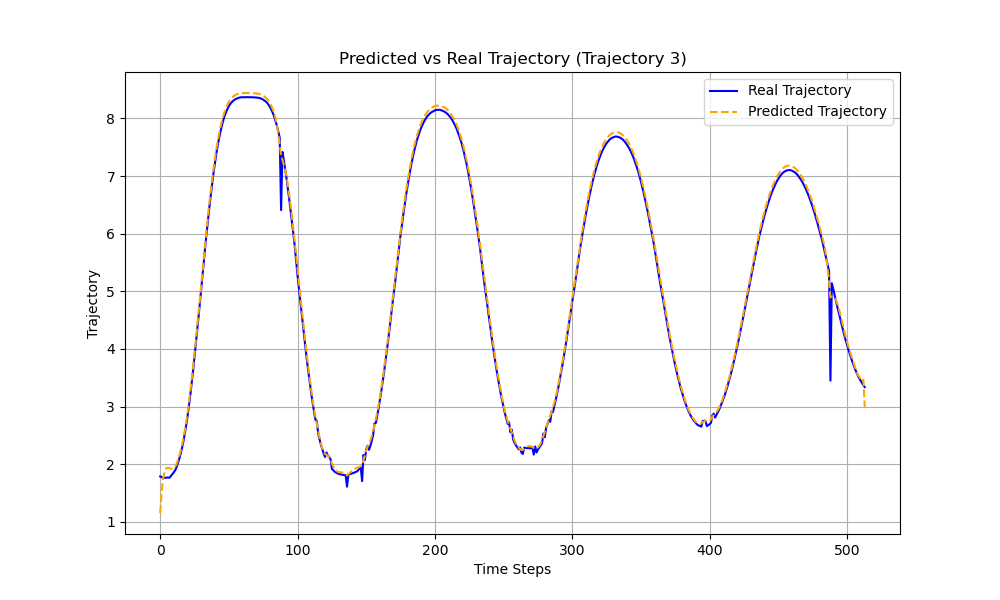 Predicted vs Real Trajectory (Trajectory 3)
Real Trajectory
Predicted Trajectory
Trajectory
8
7
6
5
4
3
2
1
0
100
200
300
400
500
Time Steps